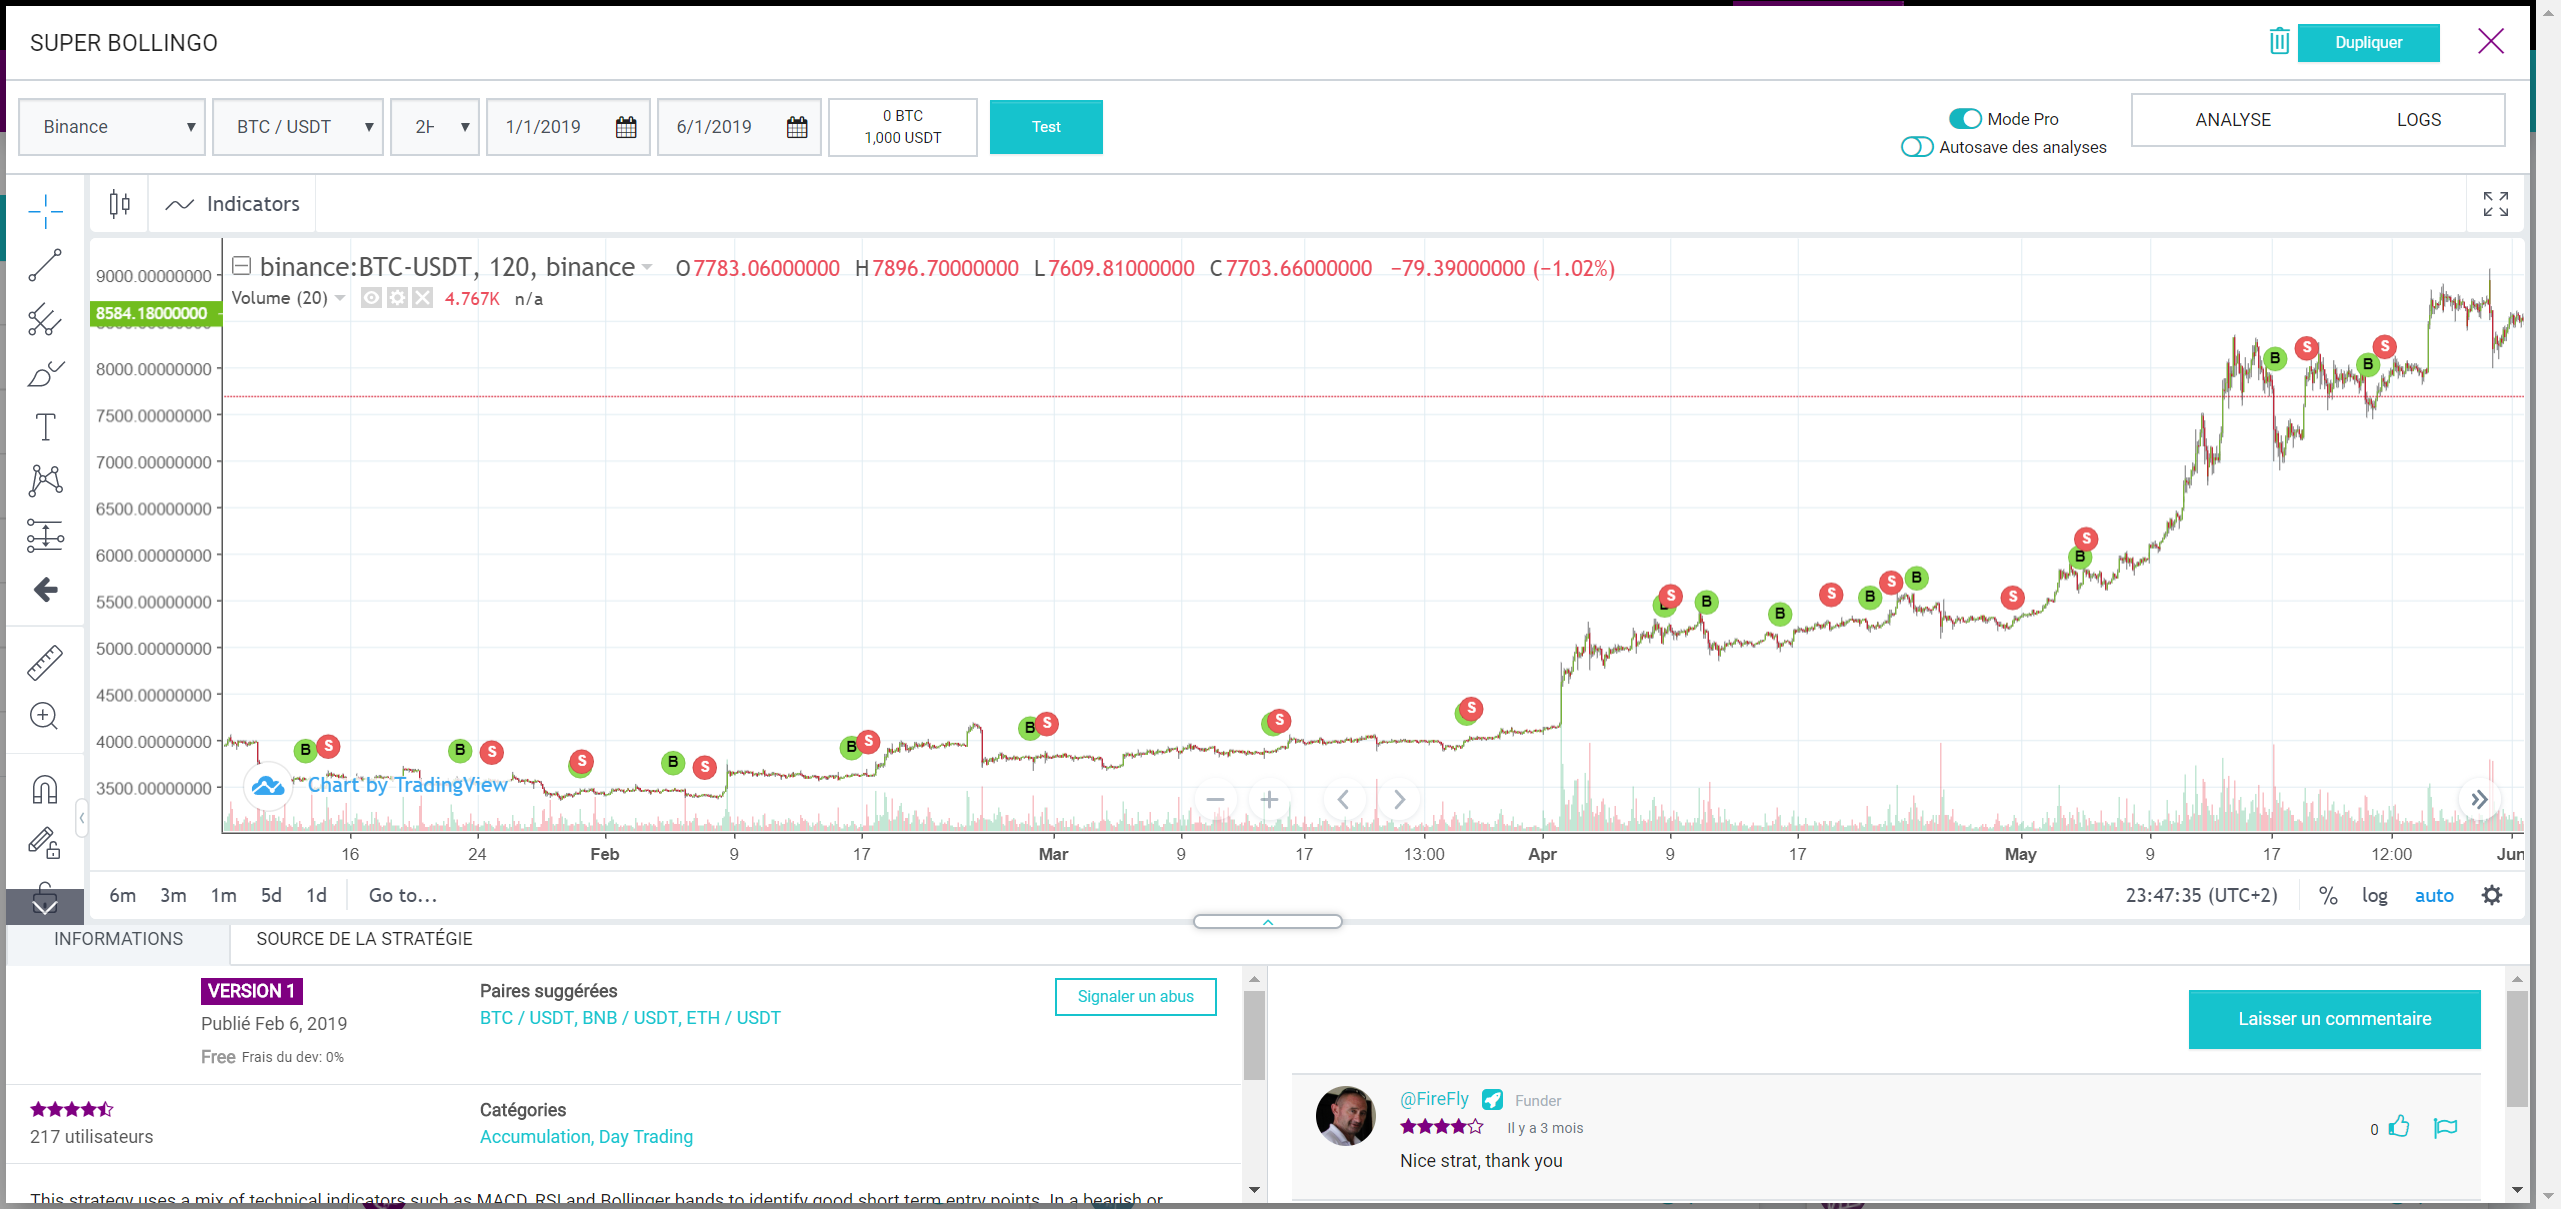 SUPER BOLLINGO
Dupliquer
Binance
BTC / USDT
1/1/2019
6/1/2019
0 BTC
1,000 USDT
Test
Mode Pro
Autosave des analyses
ANALYSE
LOGS
Indicators
binance:BTC-USDT, 120, binance O7783.06000000 H7896.70000000 L7609.81000000 C7703.66000000 −79.39000000 (−1.02%)
Volume (20) 4.767K n/a
9000.00000000
8584.18000000
8000.00000000
7500.00000000
7000.00000000
6500.00000000
6000.00000000
5500.00000000
5000.00000000
4500.00000000
4000.00000000
3500.00000000
B S B S S B S B S B S S S S B B S B S B S B S B S B S
Chart by TradingView
16 24 Feb 9 17 Mar 9 17 13:00 Apr 9 17 May 9 17 12:00 Jun
6m 3m 1m 5d 1d Go to...
23:47:35 (UTC+2) % log auto
INFORMATIONS
SOURCE DE LA STRATÉGIE
VERSION 1
Publié Feb 6, 2019
Free Frais du dev: 0%
Paires suggérées
BTC / USDT, BNB / USDT, ETH / USDT
Signaler un abus
217 utilisateurs
Catégories
Accumulation, Day Trading
This strategy uses a mix of technical indicators such as MACD, RSI and Bollinger bands to identify good short term entry points. In a bearish or
Laisser un commentaire
@FireFly Funder
Il y a 3 mois
0
Nice strat, thank you